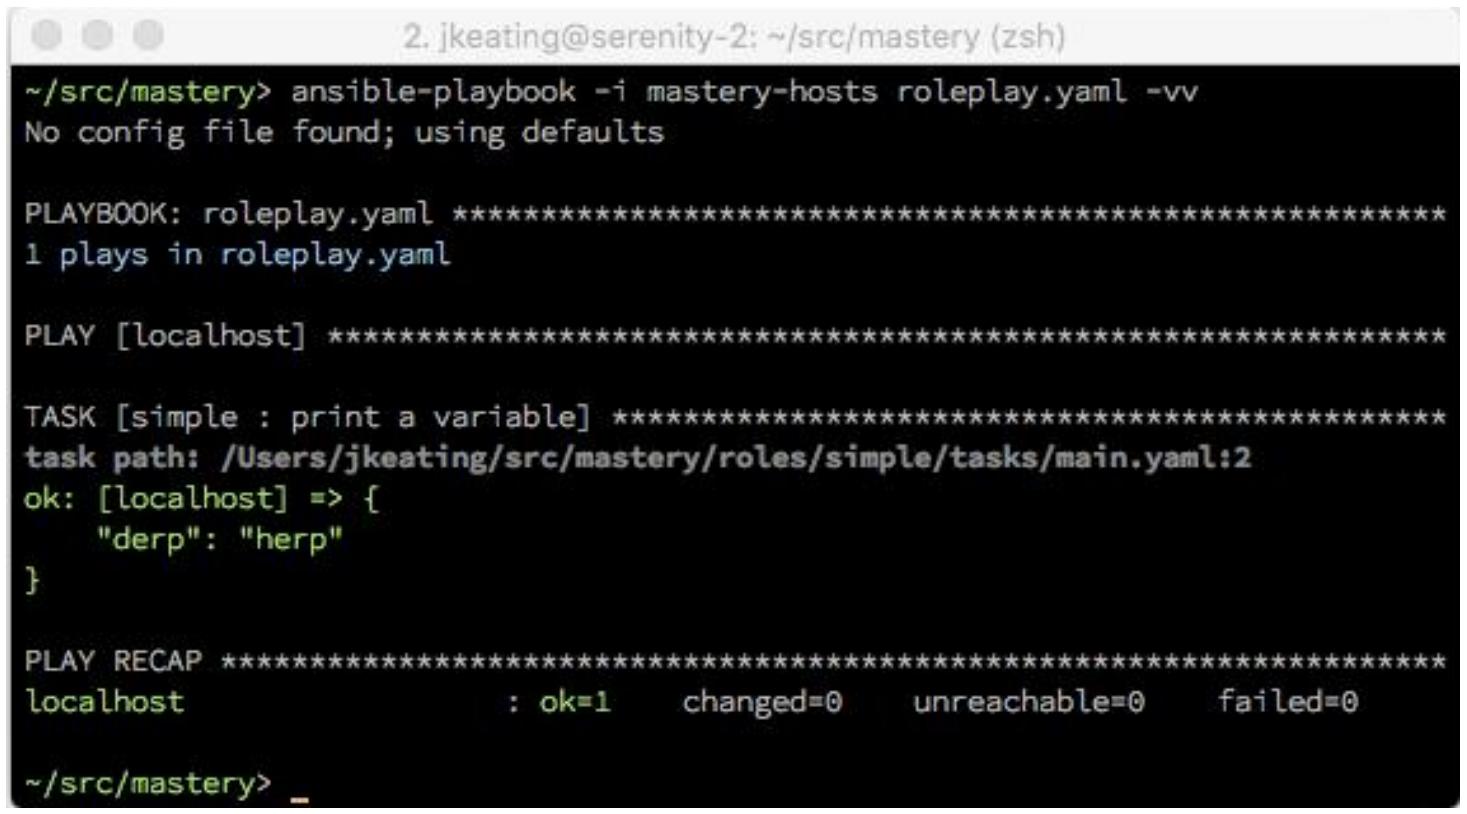 2. jkeating@serenity-2: ~/src/mastery (zsh)
~/src/mastery> ansible-playbook -i mastery-hosts roleplay.yaml -vv
No config file found; using defaults
PLAYBOOK: roleplay.yaml ********************************************************
1 plays in roleplay.yaml
PLAY [localhost] ***************************************************************
TASK [simple : print a variable] ***********************************************
task path: /Users/jkeating/src/mastery/roles/simple/tasks/main.yaml:2
ok: [localhost] => {
    "derp": "herp"
}
PLAY RECAP *********************************************************************
localhost                  : ok=1    changed=0    unreachable=0    failed=0
~/src/mastery> _